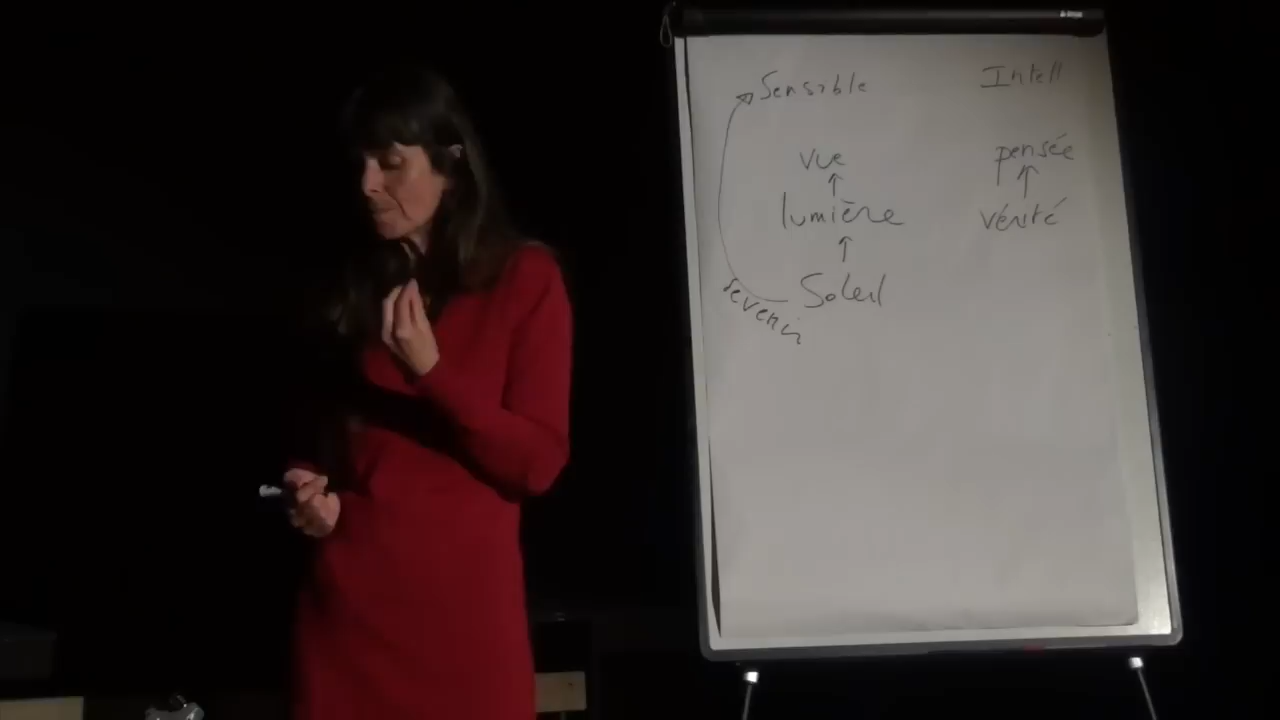 Sensible Intell
vue pensée
lumière vérité
Soleil
devenir